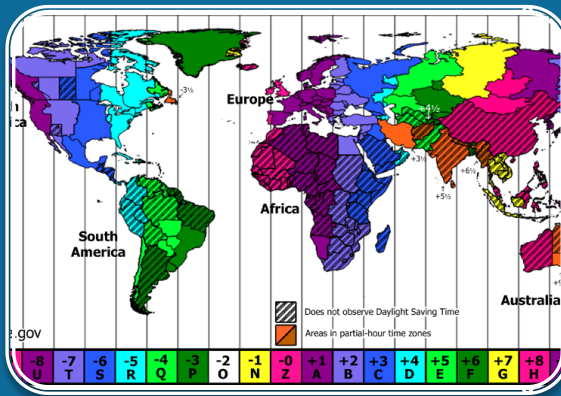 -3½
Europe
ica
+4½
+3½
+6½
+5½
Africa
South
America
Does not observe Daylight Saving Time
Areas in partial-hour time zones
Australia
.gov
-8 -7 -6 -5 -4 -3 -2 -1 -0 +1 +2 +3 +4 +5 +6 +7 +8
U T S R Q P O N Z A B C D E F G H